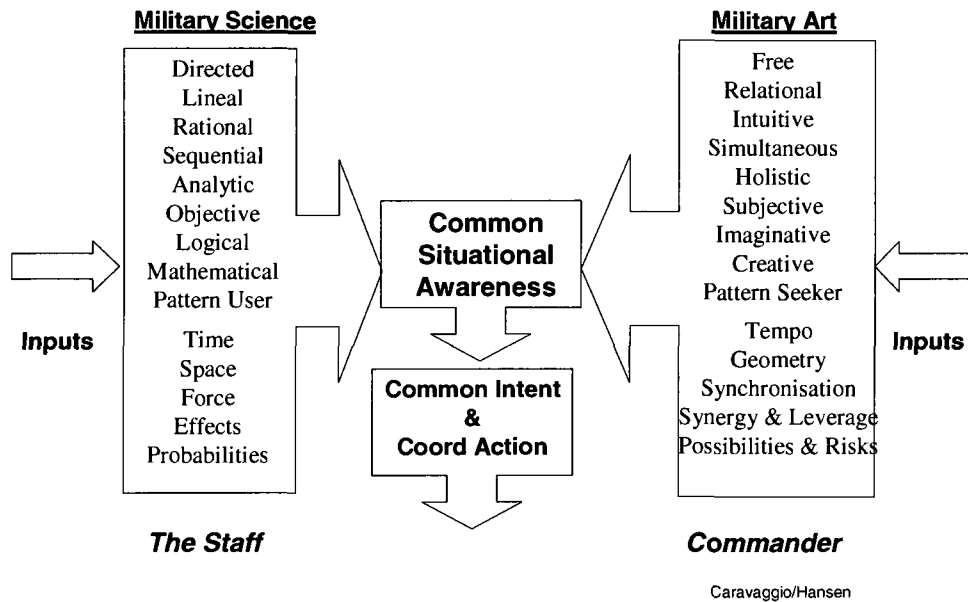 Military Science
Directed
Lineal
Rational
Sequential
Analytic
Objective
Logical
Mathematical
Pattern User
Time
Space
Force
Effects
Probabilities
The Staff
Inputs
Common
Situational
Awareness
Common Intent
&
Coord Action
Military Art
Free
Relational
Intuitive
Simultaneous
Holistic
Subjective
Imaginative
Creative
Pattern Seeker
Tempo
Geometry
Synchronisation
Synergy & Leverage
Possibilities & Risks
Inputs
Commander
Caravaggio/Hansen